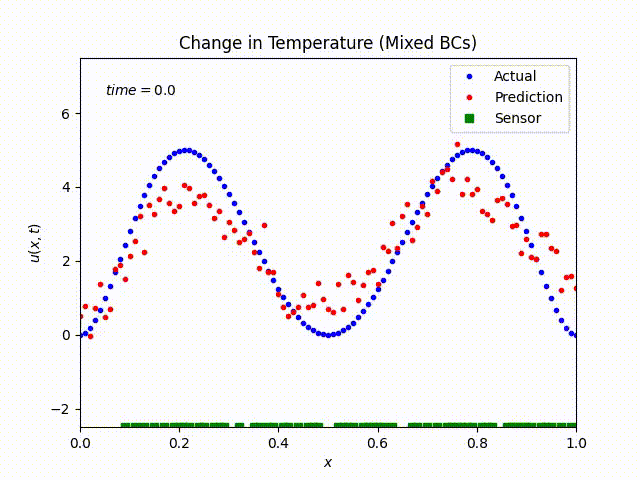 Change in Temperature (Mixed BCs)
time = 0.0
Actual
Prediction
Sensor
6
4
2
0
−2
u(x, t)
0.0 0.2 0.4 0.6 0.8 1.0
x